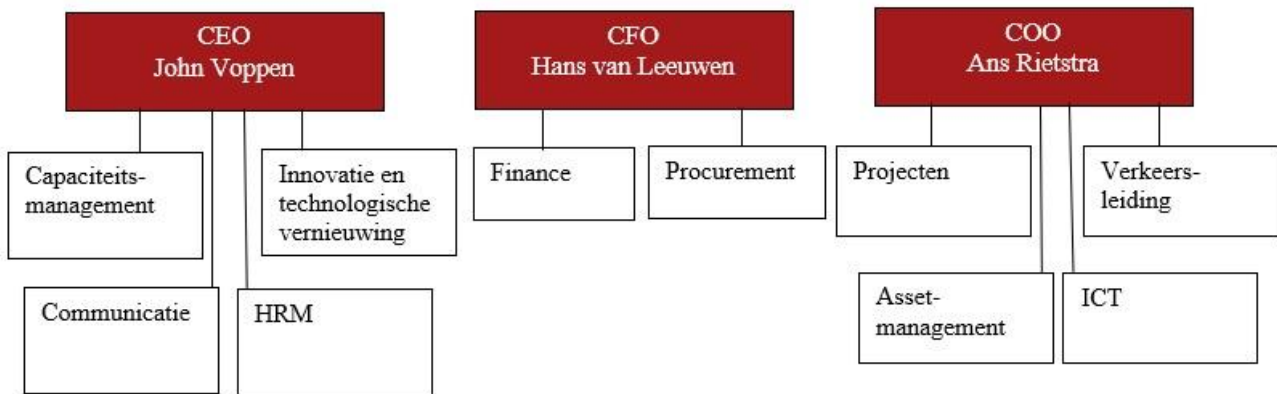 CEO
John Voppen
CFO
Hans van Leeuwen
COO
Ans Rietstra
Capaciteits-
management
Innovatie en
technologische
vernieuwing
Communicatie
HRM
Finance
Procurement
Projecten
Verkeers-
leiding
Asset-
management
ICT